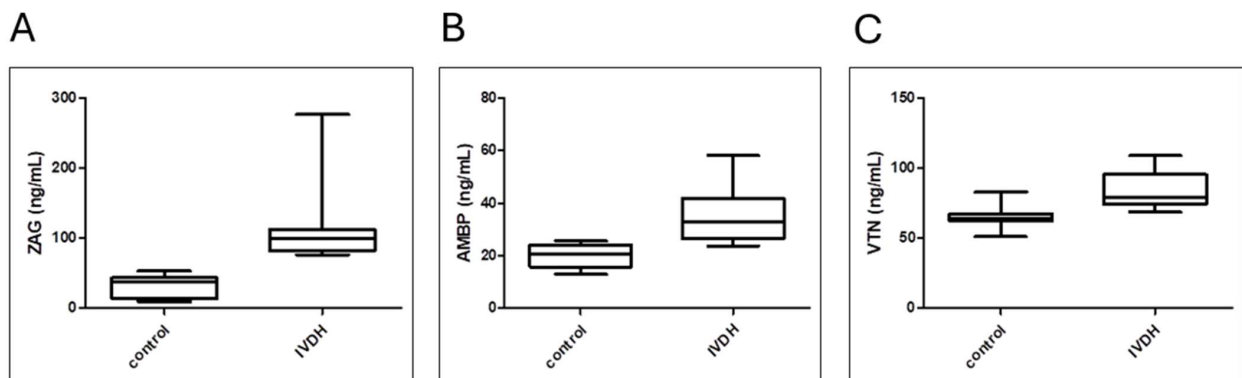 A
B
C
300
200
100
0
ZAG (ng/mL)
control
IVDH
80
60
40
20
0
AMBP (ng/mL)
control
IVDH
150
100
50
0
VTN (ng/mL)
control
IVDH